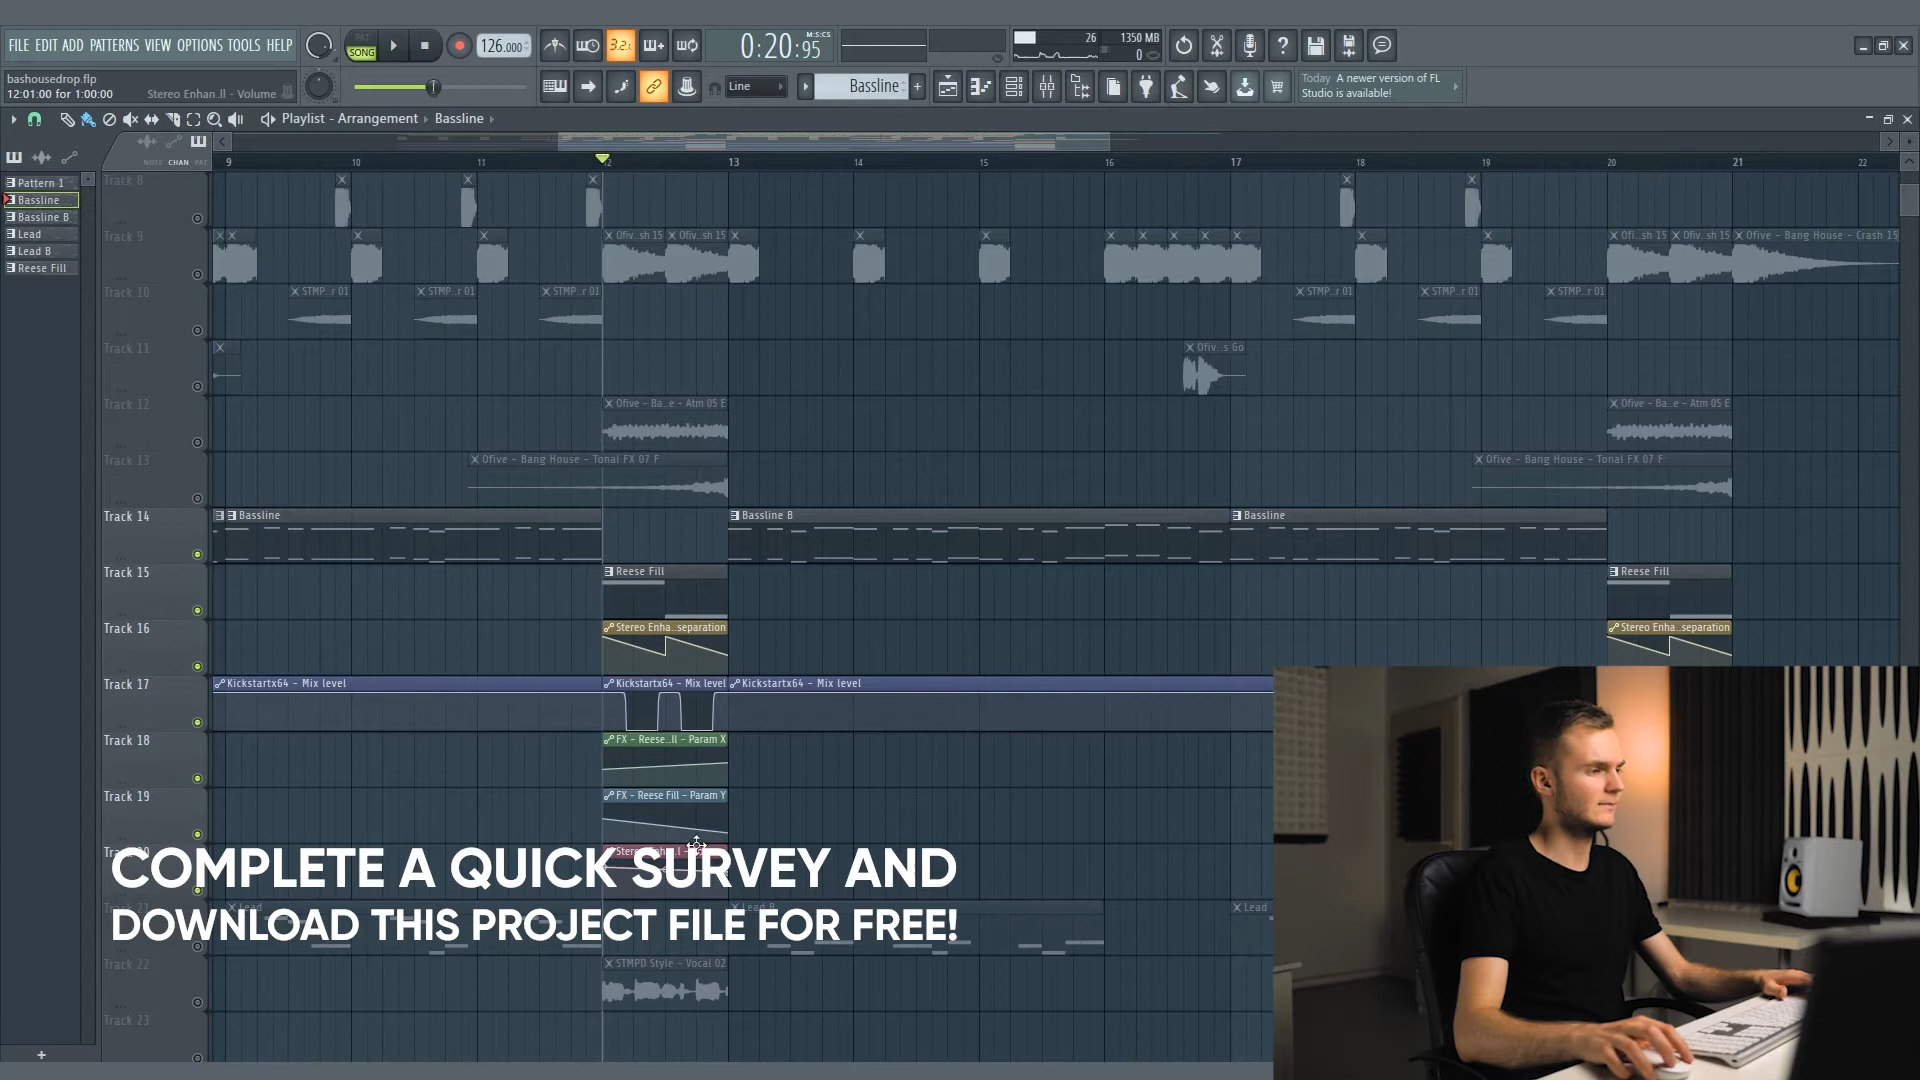 FILE EDIT ADD PATTERNS VIEW OPTIONS TOOLS HELP
PAT
SONG
126.000
3.2.
0:20:95
M:S:CS
26
1350 MB
0
bashousedrop.flp
12:01:00 for 1:00:00
Stereo Enhan.ll - Volume
Line
Bassline
Today A newer version of FL
Studio is available!
Playlist - Arrangement
Bassline
NOTE CHAN PAT
9 10 11 12 13 14 15 16 17 18 19 20 21 22
Pattern 1
Bassline
Bassline B
Lead
Lead B
Reese Fill
Track 8
Track 9
Ofiv..sh 15 Ofiv..sh 15
Ofi..sh 15 Ofiv..sh 15 Ofive - Bang House - Crash 15
Track 10
STMP..r 01 STMP..r 01 STMP..r 01
STMP..r 01 STMP..r 01 STMP..r 01
Track 11
Ofiv..s Go
Track 12
Ofive - Ba..e - Atm 05 E
Ofive - Ba..e - Atm 05 E
Track 13
Ofive - Bang House - Tonal FX 07 F
Ofive - Bang House - Tonal FX 07 F
Track 14
Bassline
Bassline B
Bassline
Track 15
Reese Fill
Reese Fill
Track 16
Stereo Enha..separation
Stereo Enha..separation
Track 17
Kickstartx64 - Mix level
Kickstartx64 - Mix level
Kickstartx64 - Mix level
Track 18
FX - Reese..ll - Param X
Track 19
FX - Reese Fill - Param Y
COMPLETE A QUICK SURVEY AND
DOWNLOAD THIS PROJECT FILE FOR FREE!
Lead
Lead B
Lead
Track 22
STMPD Style - Vocal 02
Track 23